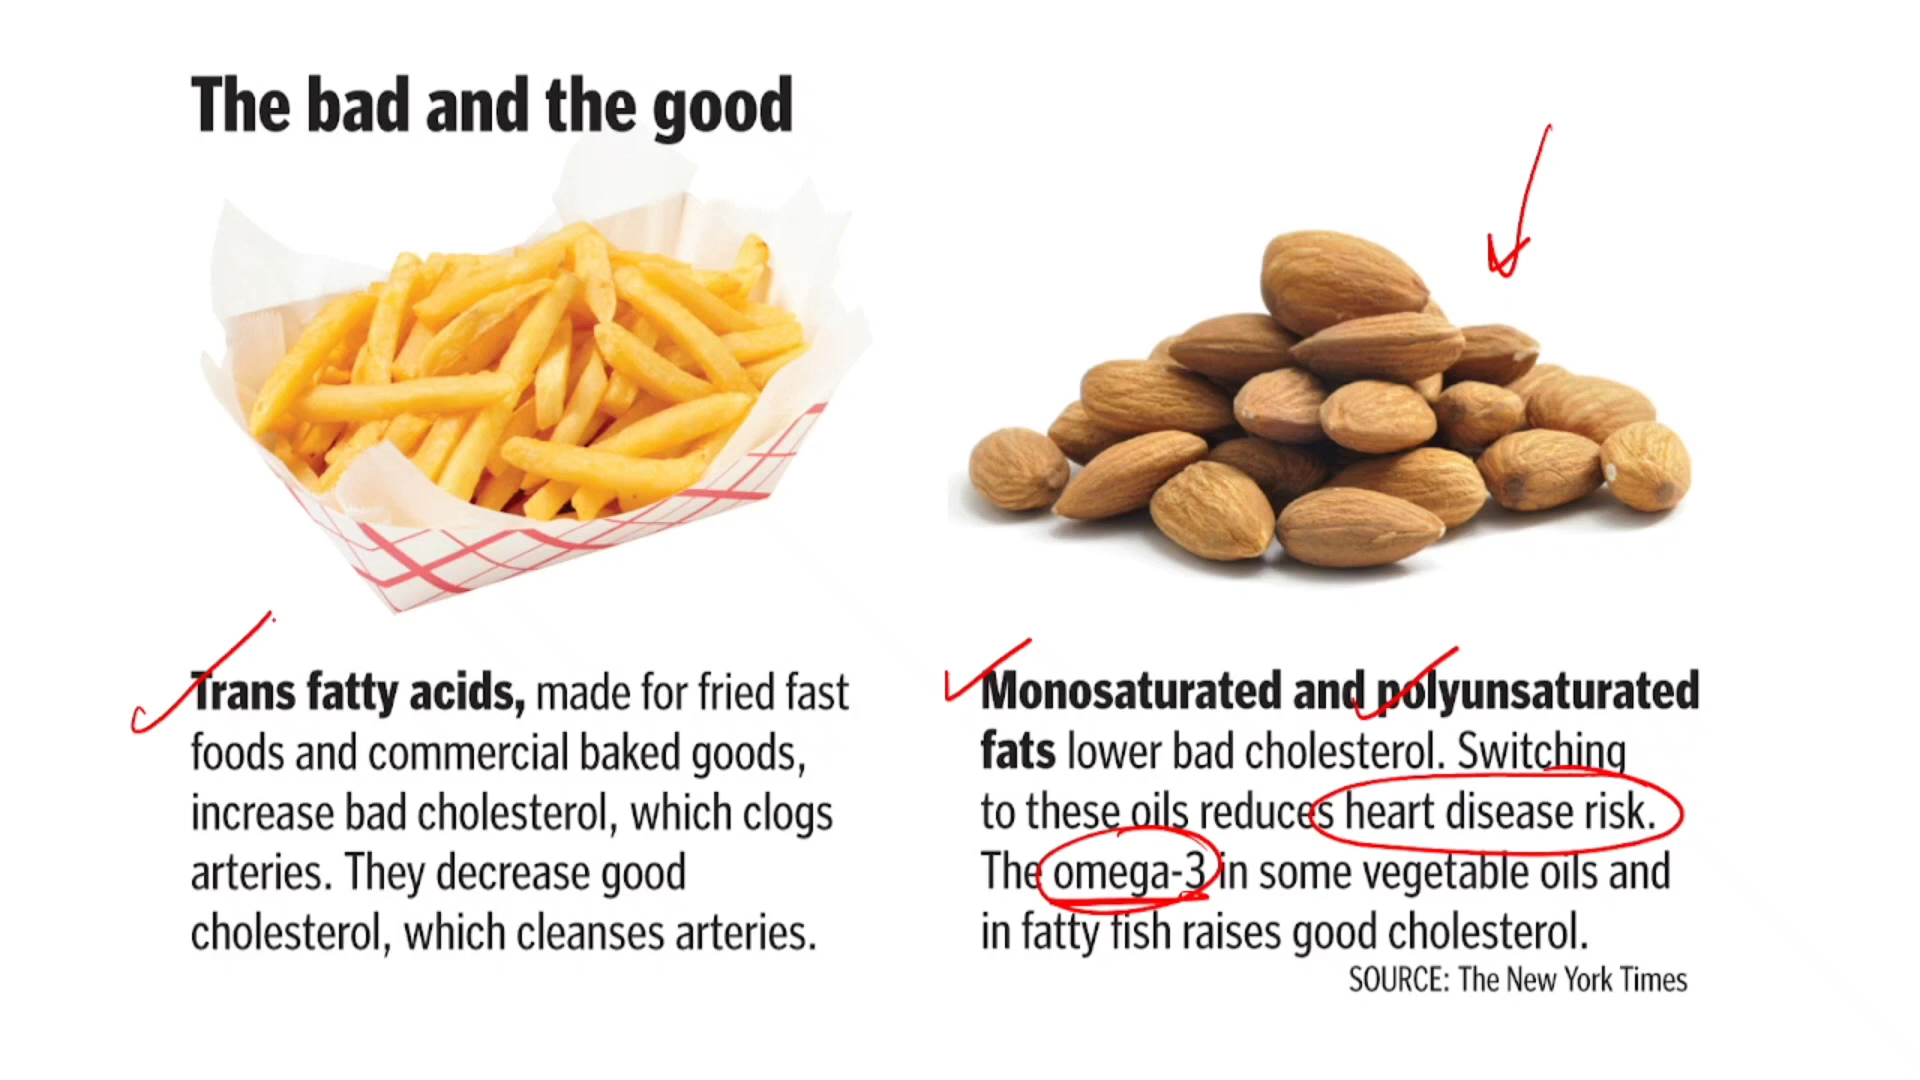 The bad and the good
Trans fatty acids, made for fried fast
foods and commercial baked goods,
increase bad cholesterol, which clogs
arteries. They decrease good
cholesterol, which cleanses arteries.
Monosaturated and polyunsaturated
fats lower bad cholesterol. Switching
to these oils reduces heart disease risk.
The omega-3 in some vegetable oils and
in fatty fish raises good cholesterol.
SOURCE: The New York Times